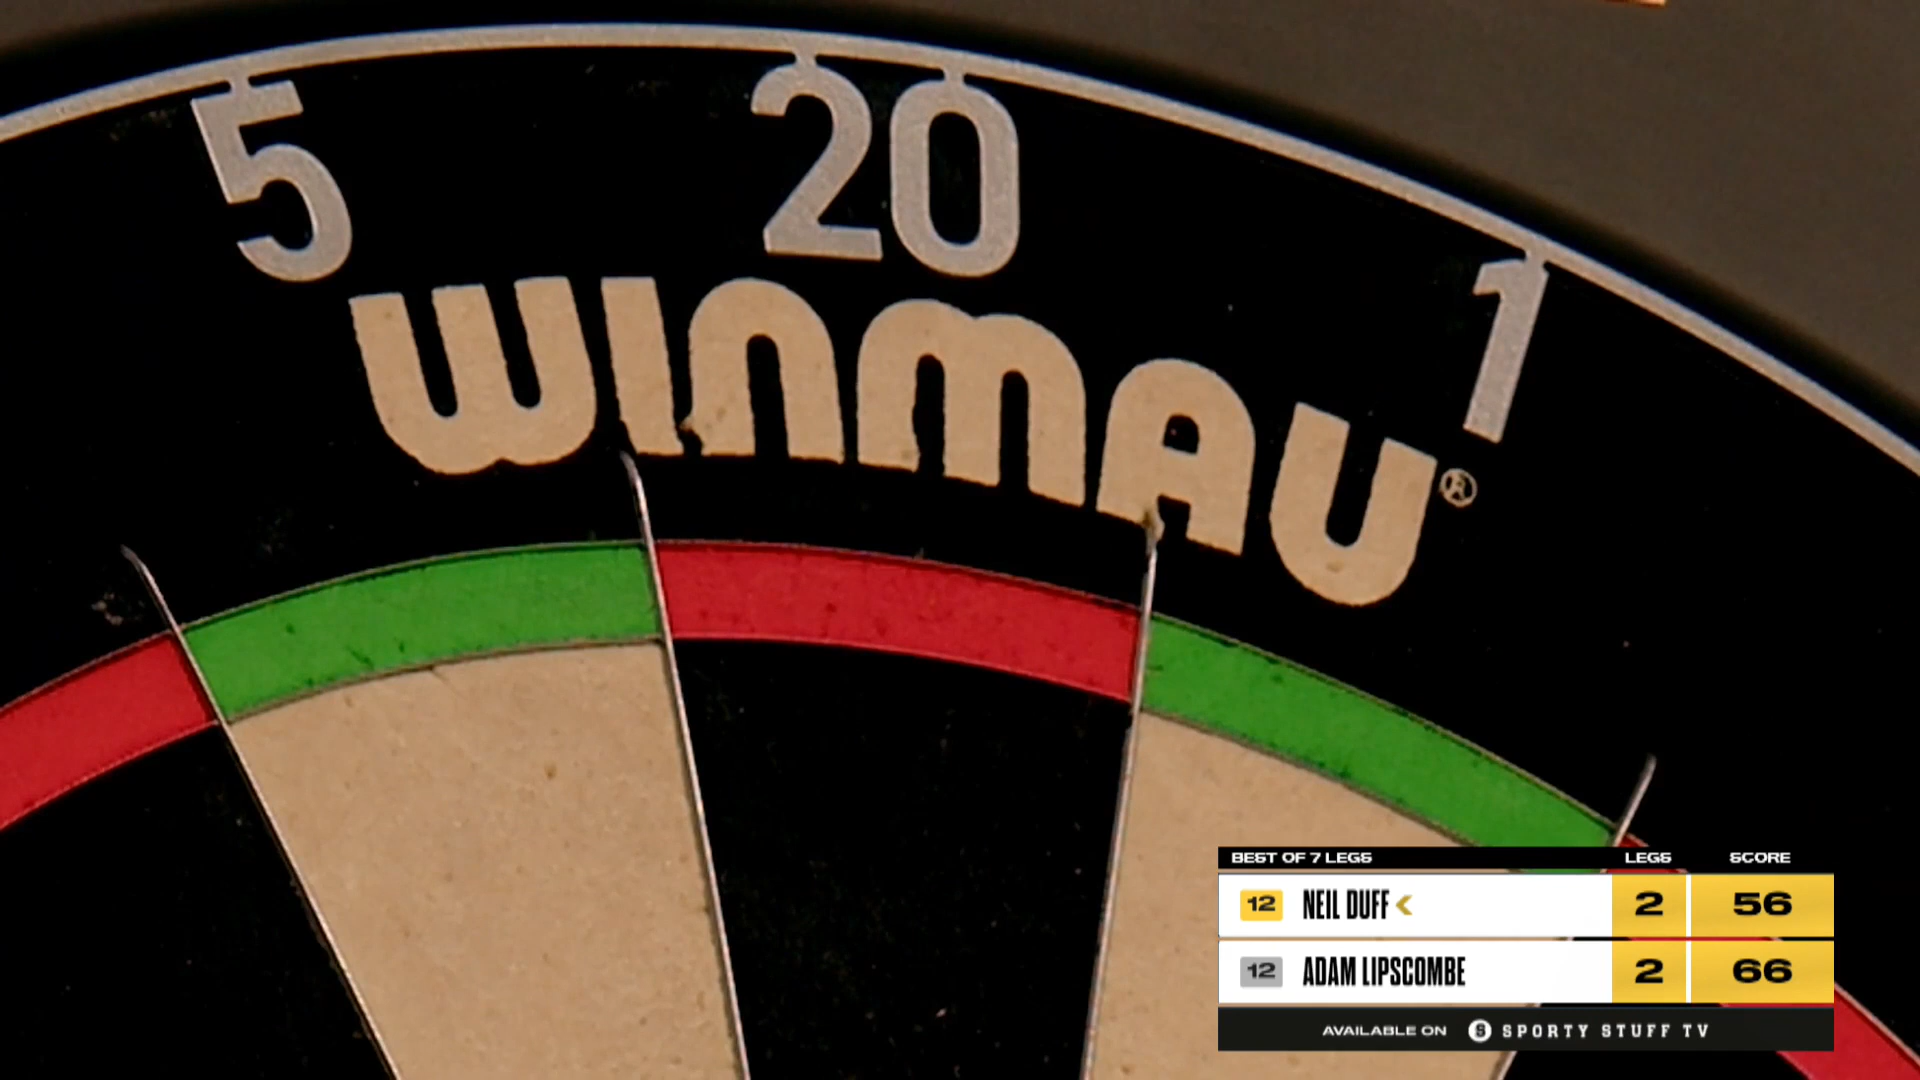 5 20 1
WINMAU®
BEST OF 7 LEGS LEGS SCORE
12 NEIL DUFF 2 56
12 ADAM LIPSCOMBE 2 66
AVAILABLE ON S SPORTY STUFF TV